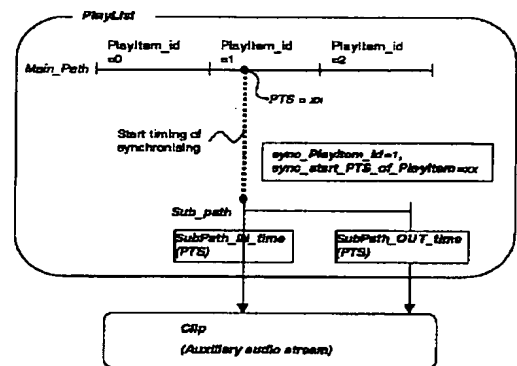 PlayList
PlayItem_id
=0
PlayItem_id
=1
PlayItem_id
=2
Main_Path
PTS = xx
Start timing of
synchronising
sync_PlayItem_id=1,
sync_start_PTS_of_PlayItem=xx
Sub_path
SubPath_IN_time
(PTS)
SubPath_OUT_time
(PTS)
Clip
(Auxiliary audio stream)